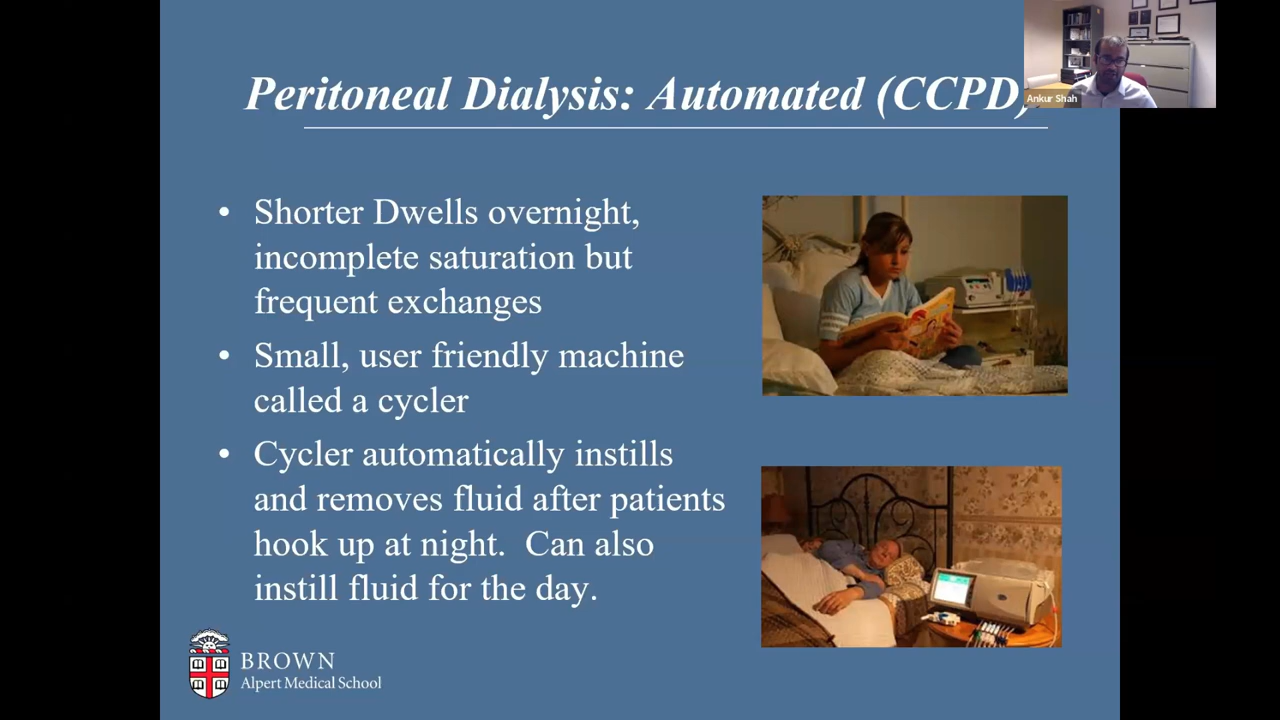 Peritoneal Dialysis: Automated (CCPD)
Ankur Shah
• Shorter Dwells overnight,
incomplete saturation but
frequent exchanges
• Small, user friendly machine
called a cycler
• Cycler automatically instills
and removes fluid after patients
hook up at night. Can also
instill fluid for the day.
BROWN
Alpert Medical School